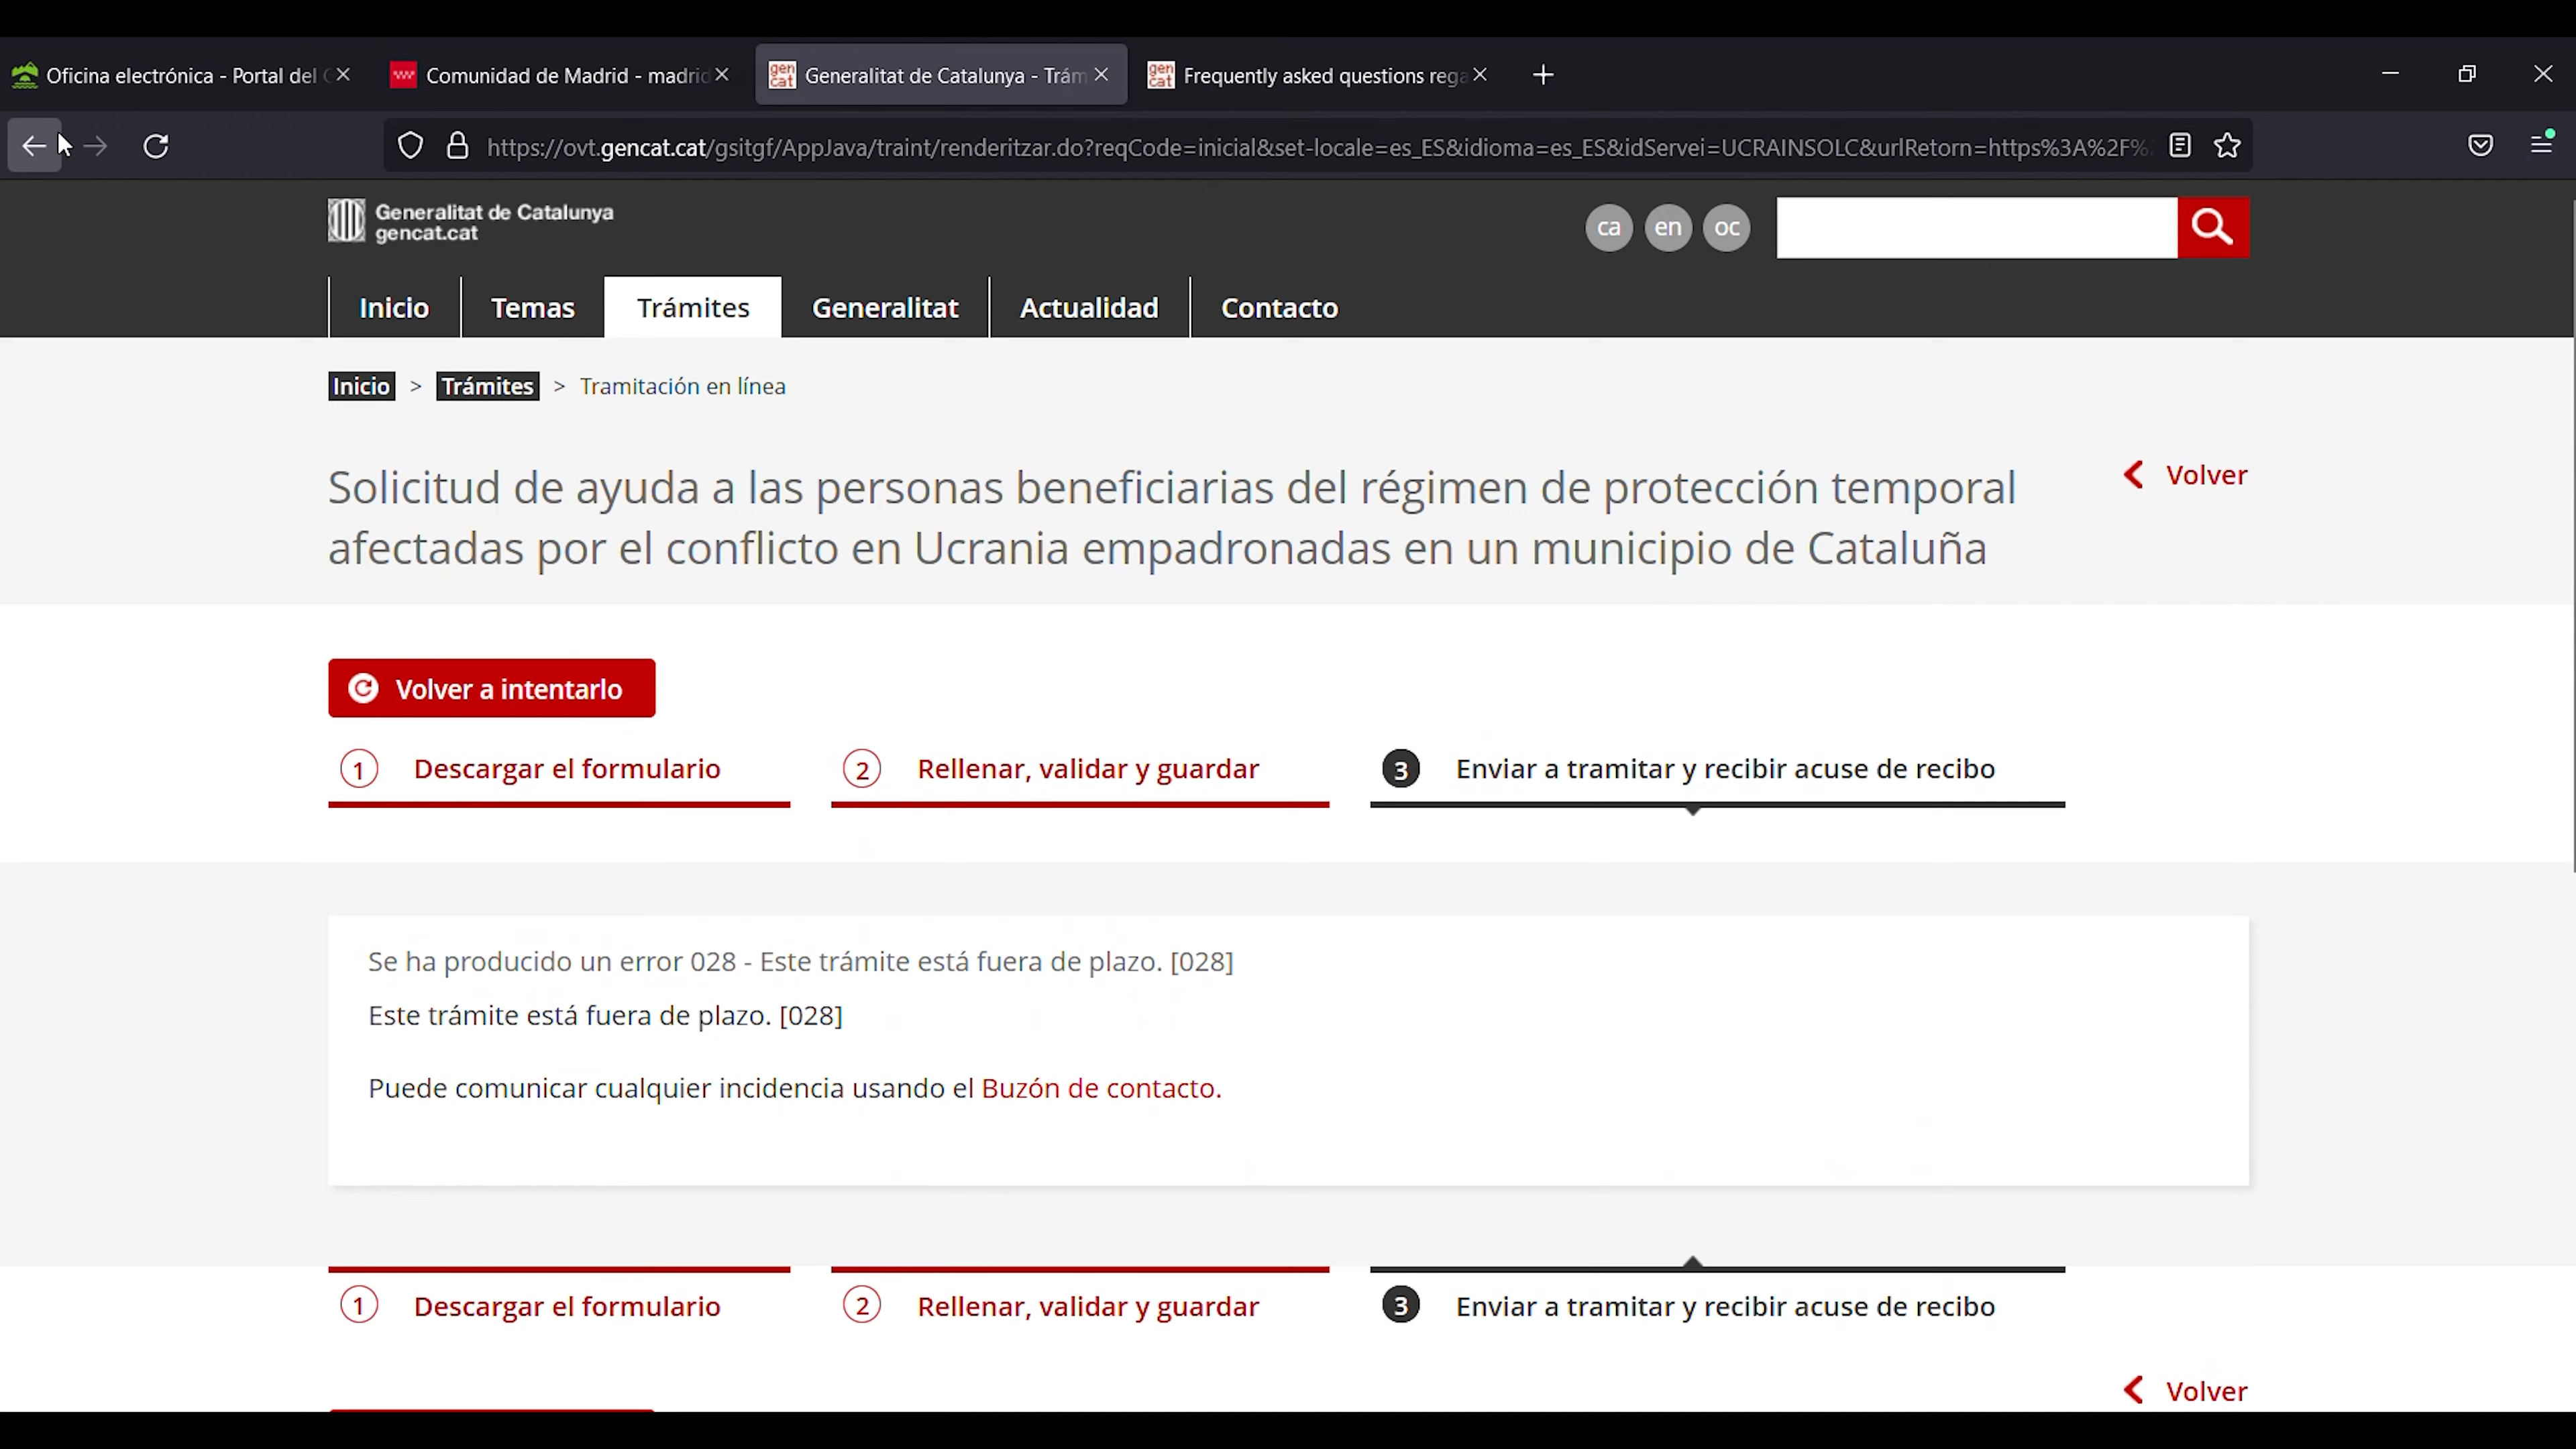 Oficina electrónica - Portal del C
Comunidad de Madrid - madrid
Generalitat de Catalunya - Trám
Frequently asked questions rega
https://ovt.gencat.cat/gsitgf/AppJava/traint/renderitzar.do?reqCode=inicial&set-locale=es_ES&idioma=es_ES&idServei=UCRAINSOLC&urlRetorn=https%3A%2F%2
Generalitat de Catalunya
gencat.cat
ca en oc
Inicio Temas Trámites Generalitat Actualidad Contacto
Inicio > Trámites > Tramitación en línea
Solicitud de ayuda a las personas beneficiarias del régimen de protección temporal
afectadas por el conflicto en Ucrania empadronadas en un municipio de Cataluña
Volver
Volver a intentarlo
1 Descargar el formulario 2 Rellenar, validar y guardar 3 Enviar a tramitar y recibir acuse de recibo
Se ha producido un error 028 - Este trámite está fuera de plazo. [028]
Este trámite está fuera de plazo. [028]
Puede comunicar cualquier incidencia usando el Buzón de contacto.
1 Descargar el formulario 2 Rellenar, validar y guardar 3 Enviar a tramitar y recibir acuse de recibo
Volver